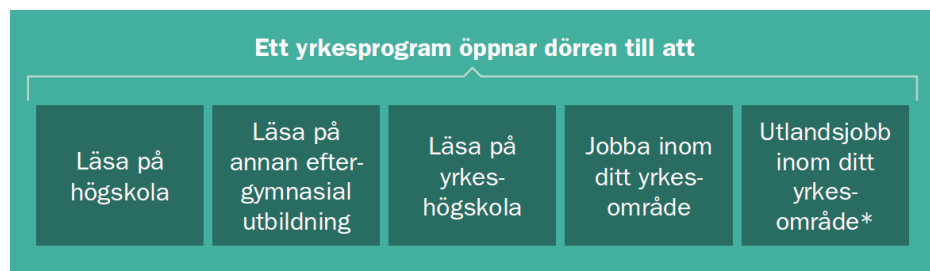 Ett yrkesprogram öppnar dörren till att
Läsa på
högskola
Läsa på
annan efter-
gymnasial
utbildning
Läsa på
yrkes-
högskola
Jobba inom
ditt yrkes-
område
Utlandsjobb
inom ditt
yrkes-
område*